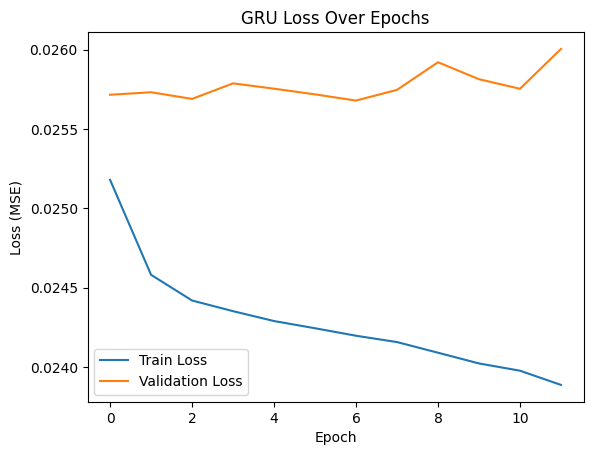 GRU Loss Over Epochs
0.0260
0.0255
0.0250
0.0245
0.0240
Loss (MSE)
Train Loss
Validation Loss
0 2 4 6 8 10
Epoch